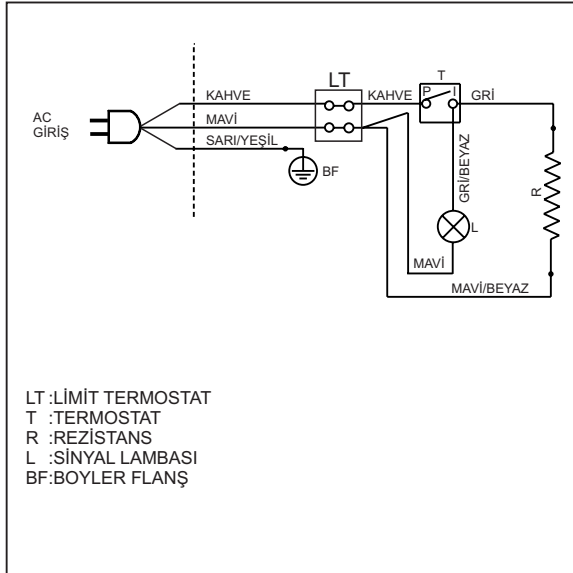 LT
T
KAHVE
KAHVE
P I
GRİ
AC
GİRİŞ
MAVİ
SARI/YEŞİL
BF
GRİ/BEYAZ
R
L
MAVİ
MAVİ/BEYAZ
LT :LİMİT TERMOSTAT
T :TERMOSTAT
R :REZİSTANS
L :SİNYAL LAMBASI
BF:BOYLER FLANŞ